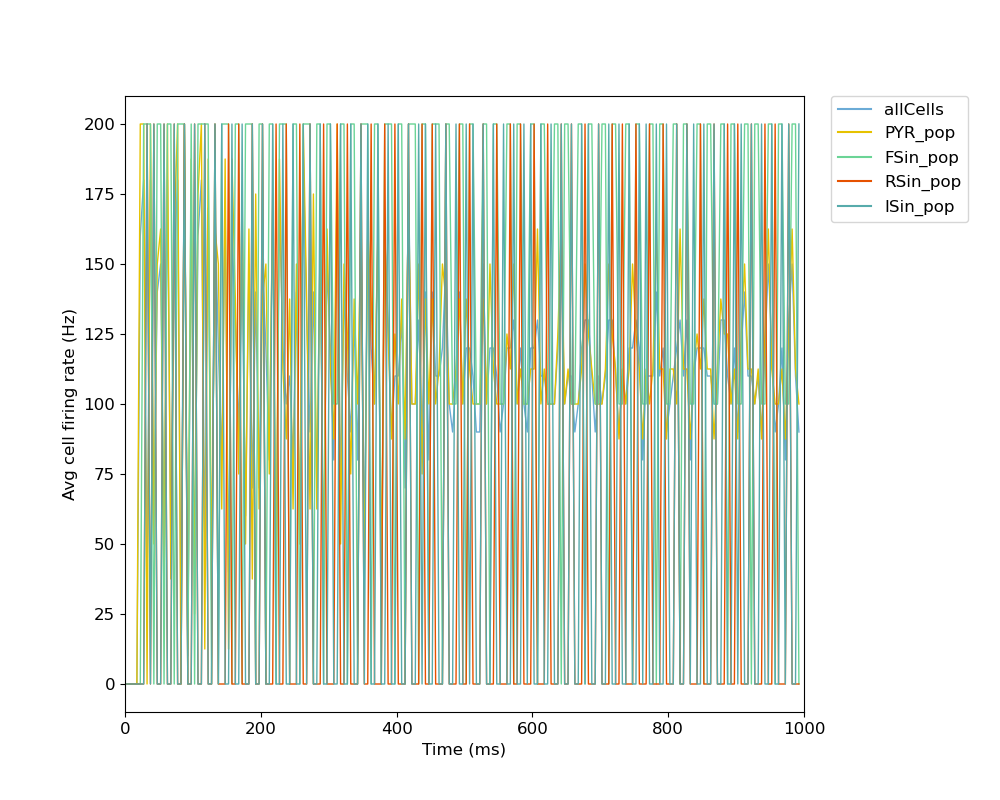 allCells
PYR_pop
FSin_pop
RSin_pop
ISin_pop
200
175
150
125
100
75
50
25
0
Avg cell firing rate (Hz)
0 200 400 600 800 1000
Time (ms)